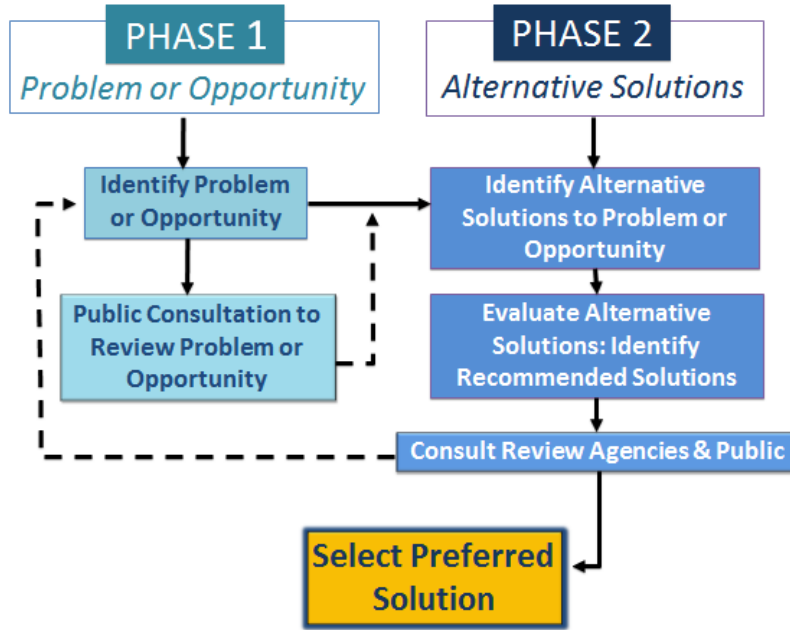 PHASE 1
Problem or Opportunity
Identify Problem
or Opportunity
Public Consultation to
Review Problem or
Opportunity
PHASE 2
Alternative Solutions
Identify Alternative
Solutions to Problem or
Opportunity
Evaluate Alternative
Solutions: Identify
Recommended Solutions
Consult Review Agencies & Public
Select Preferred
Solution